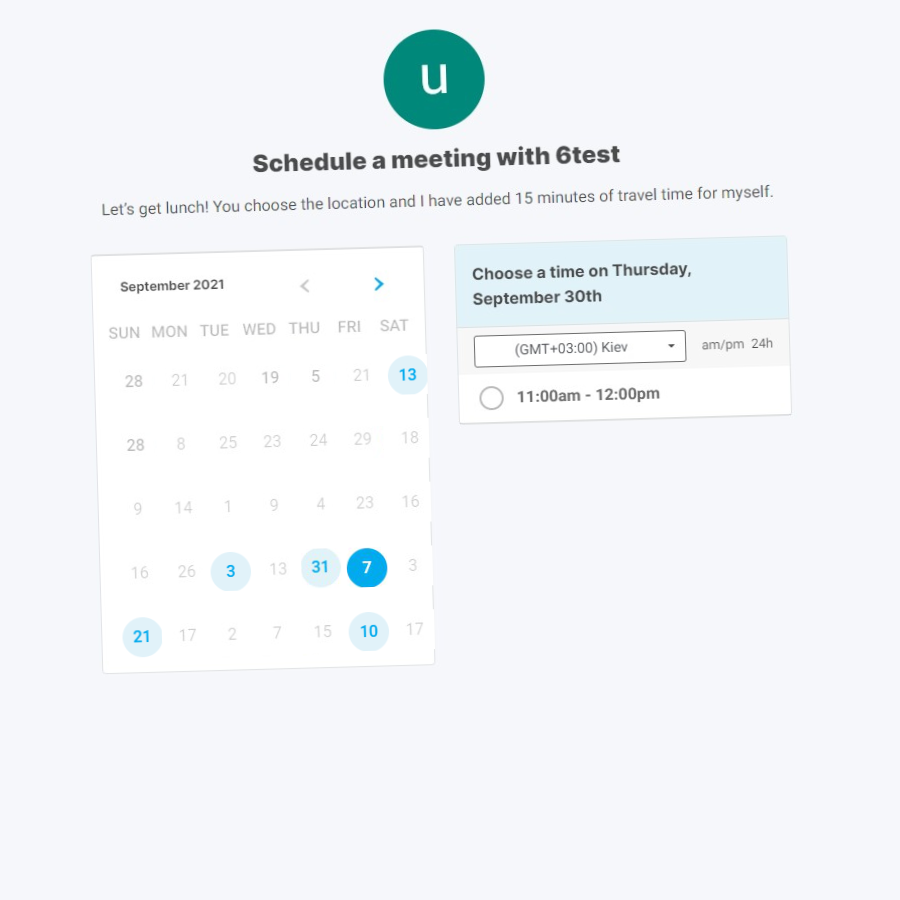 u
Schedule a meeting with 6test
Let's get lunch! You choose the location and I have added 15 minutes of travel time for myself.
September 2021
SUN MON TUE WED THU FRI SAT
28 21 20 19 5 21 13
28 8 25 23 24 29 18
9 14 1 9 4 23 16
16 26 3 13 31 7 3
21 17 2 7 15 10 17
Choose a time on Thursday,
September 30th
(GMT+03:00) Kiev am/pm 24h
11:00am - 12:00pm